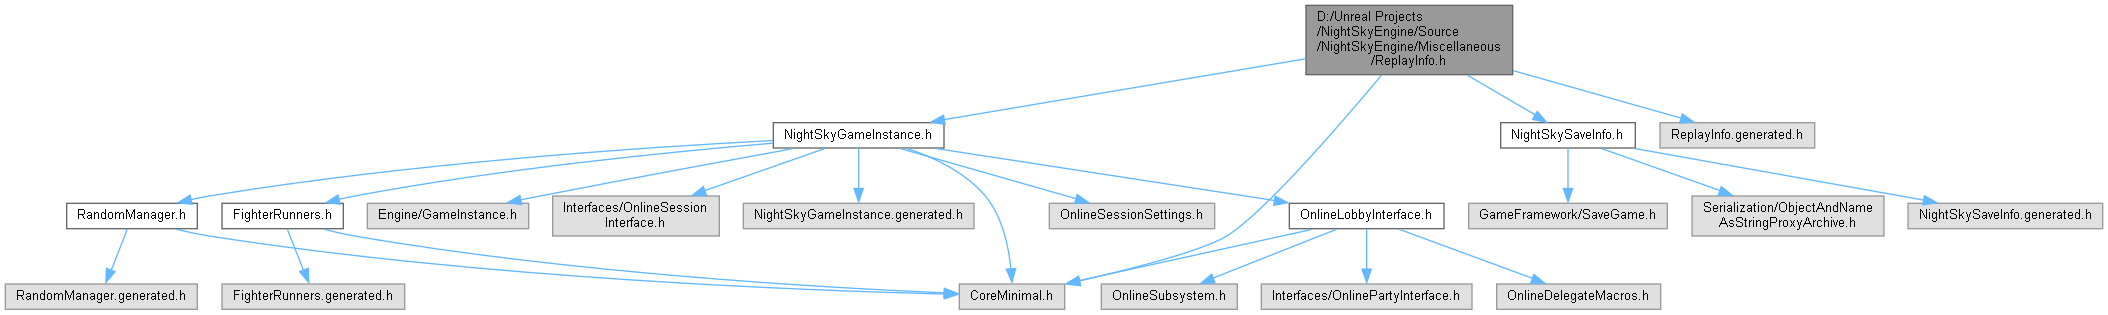 D:/Unreal Projects
/NightSkyEngine/Source
/NightSkyEngine/Miscellaneous
/ReplayInfo.h
NightSkyGameInstance.h
NightSkySaveInfo.h
ReplayInfo.generated.h
RandomManager.h
FighterRunners.h
Engine/GameInstance.h
Interfaces/OnlineSession
Interface.h
NightSkyGameInstance.generated.h
OnlineSessionSettings.h
OnlineLobbyInterface.h
GameFramework/SaveGame.h
Serialization/ObjectAndName
AsStringProxyArchive.h
NightSkySaveInfo.generated.h
RandomManager.generated.h
FighterRunners.generated.h
CoreMinimal.h
OnlineSubsystem.h
Interfaces/OnlinePartyInterface.h
OnlineDelegateMacros.h